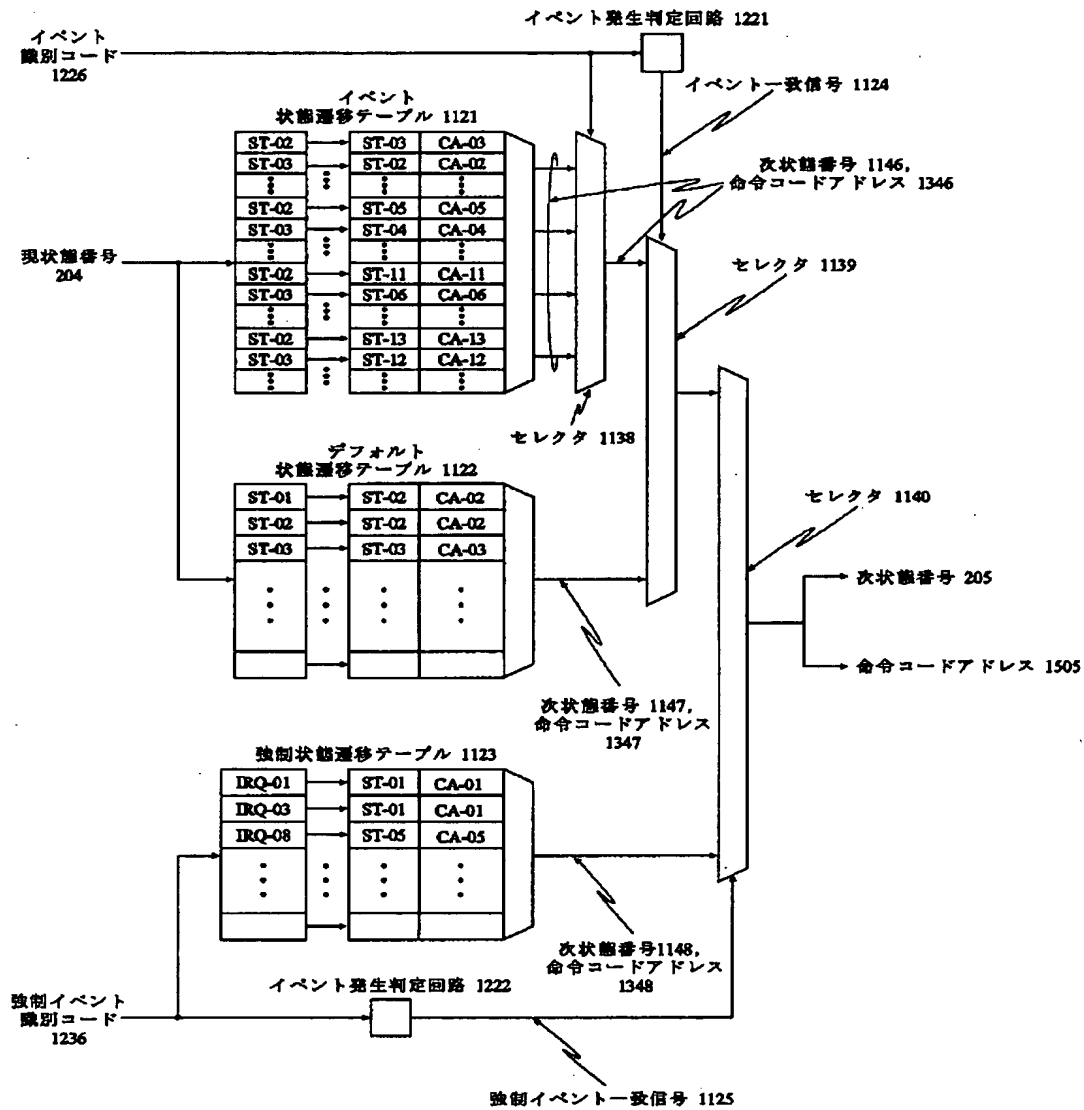 イベント発生判定回路 1221
イベント
識別コード
1226
イベント一致信号 1124
イベント
状態遷移テーブル 1121
ST-02 ST-03 CA-03
ST-03 ST-02 CA-02
ST-02 ST-05 CA-05
ST-03 ST-04 CA-04
ST-02 ST-11 CA-11
ST-03 ST-06 CA-06
ST-02 ST-13 CA-13
ST-03 ST-12 CA-12
次状態番号 1146,
命令コードアドレス 1346
現状態番号
204
セレクタ 1139
セレクタ 1138
デフォルト
状態遷移テーブル 1122
ST-01 ST-02 CA-02
ST-02 ST-02 CA-02
ST-03 ST-03 CA-03
セレクタ 1140
次状態番号 205
命令コードアドレス 1505
次状態番号 1147,
命令コードアドレス
1347
強制状態遷移テーブル 1123
IRQ-01 ST-01 CA-01
IRQ-03 ST-01 CA-01
IRQ-08 ST-05 CA-05
次状態番号1148,
命令コードアドレス
1348
イベント発生判定回路 1222
強制イベント
識別コード
1236
強制イベント一致信号 1125